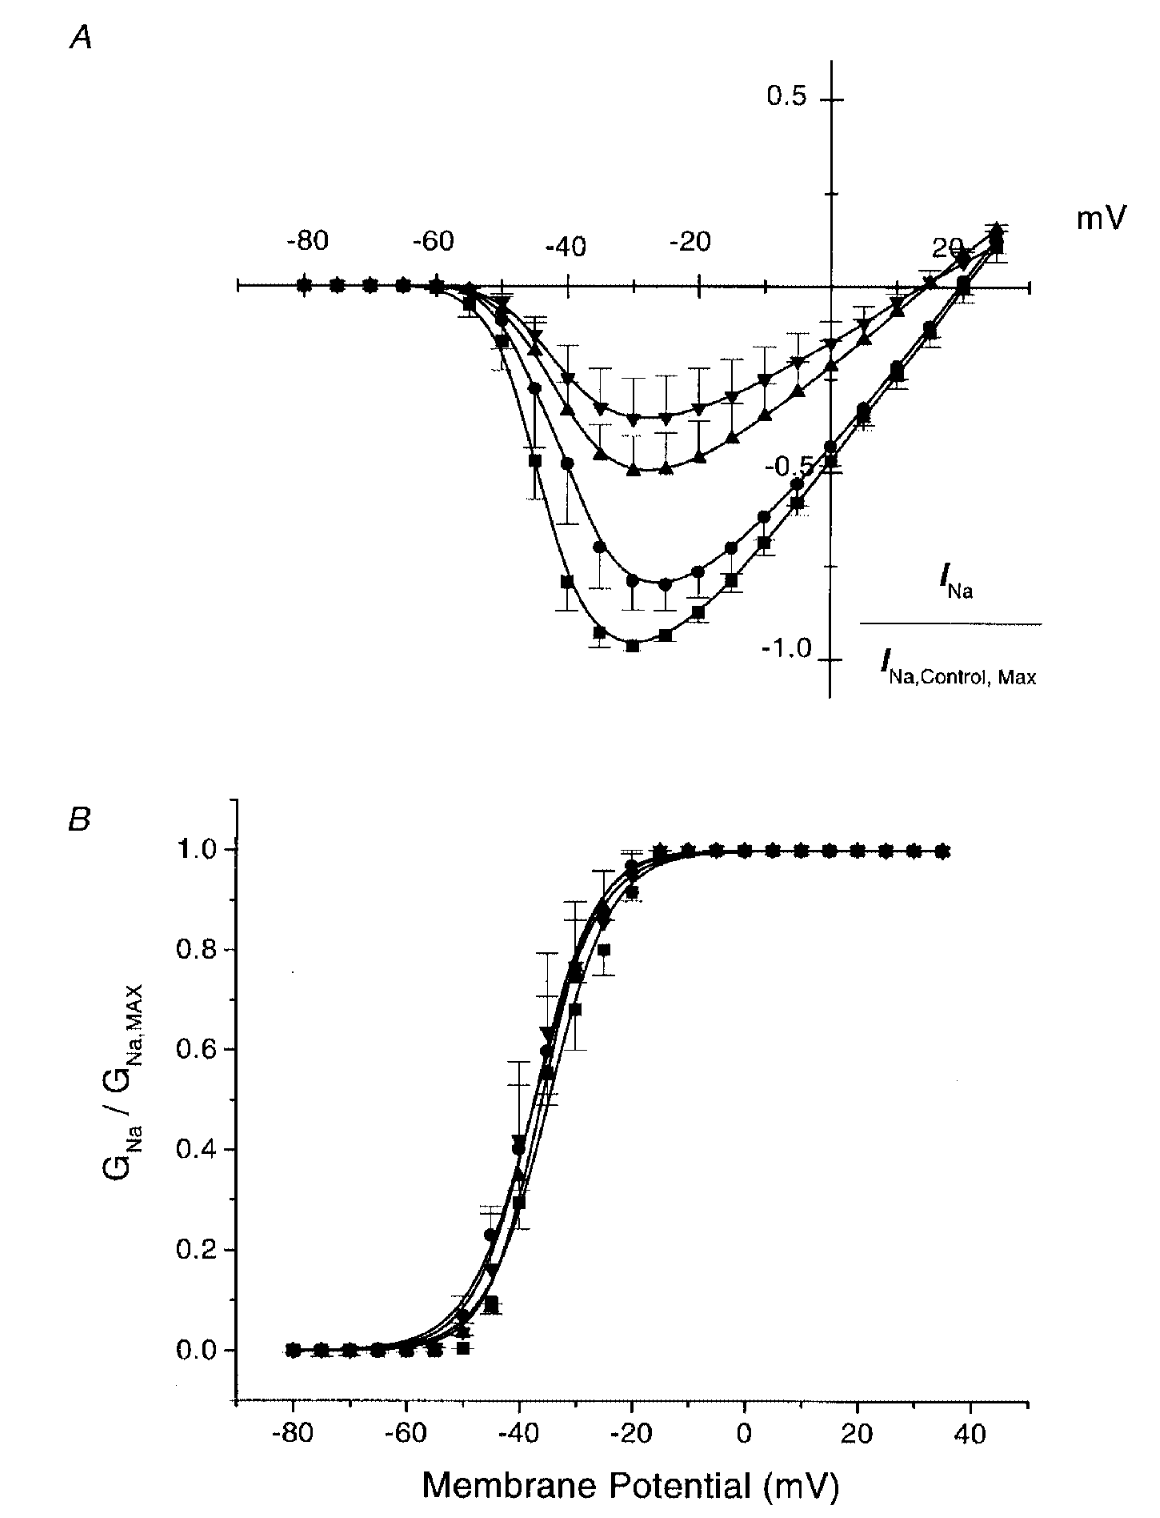 A
0.5
mV
-80 -60 -40 -20 20
-0.5
I Na
-1.0
I Na,Control, Max
B
1.0
0.8
0.6
0.4
0.2
0.0
G Na / G Na,MAX
-80 -60 -40 -20 0 20 40
Membrane Potential (mV)